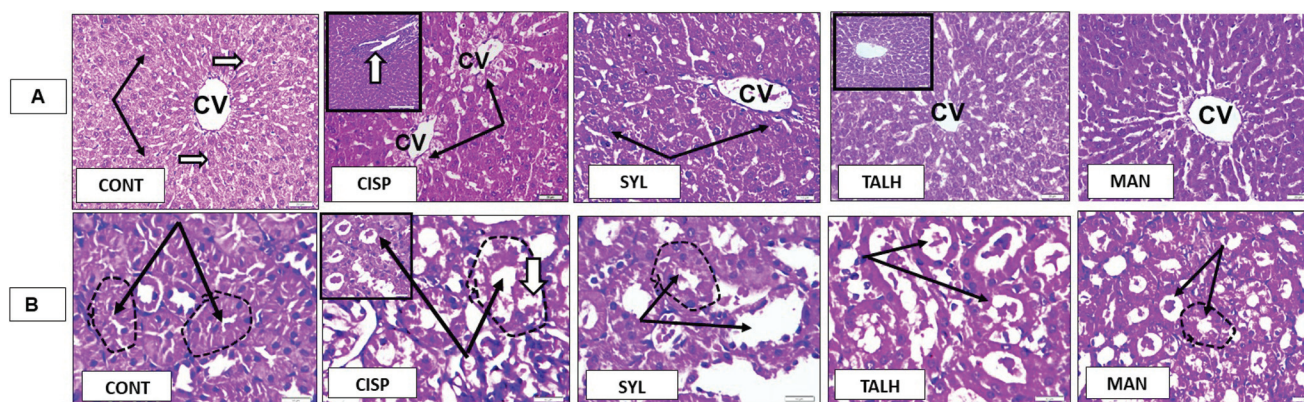 A
CV
CONT
CV
CV
CISP
CV
SYL
CV
TALH
CV
MAN
B
CONT
CISP
SYL
TALH
MAN